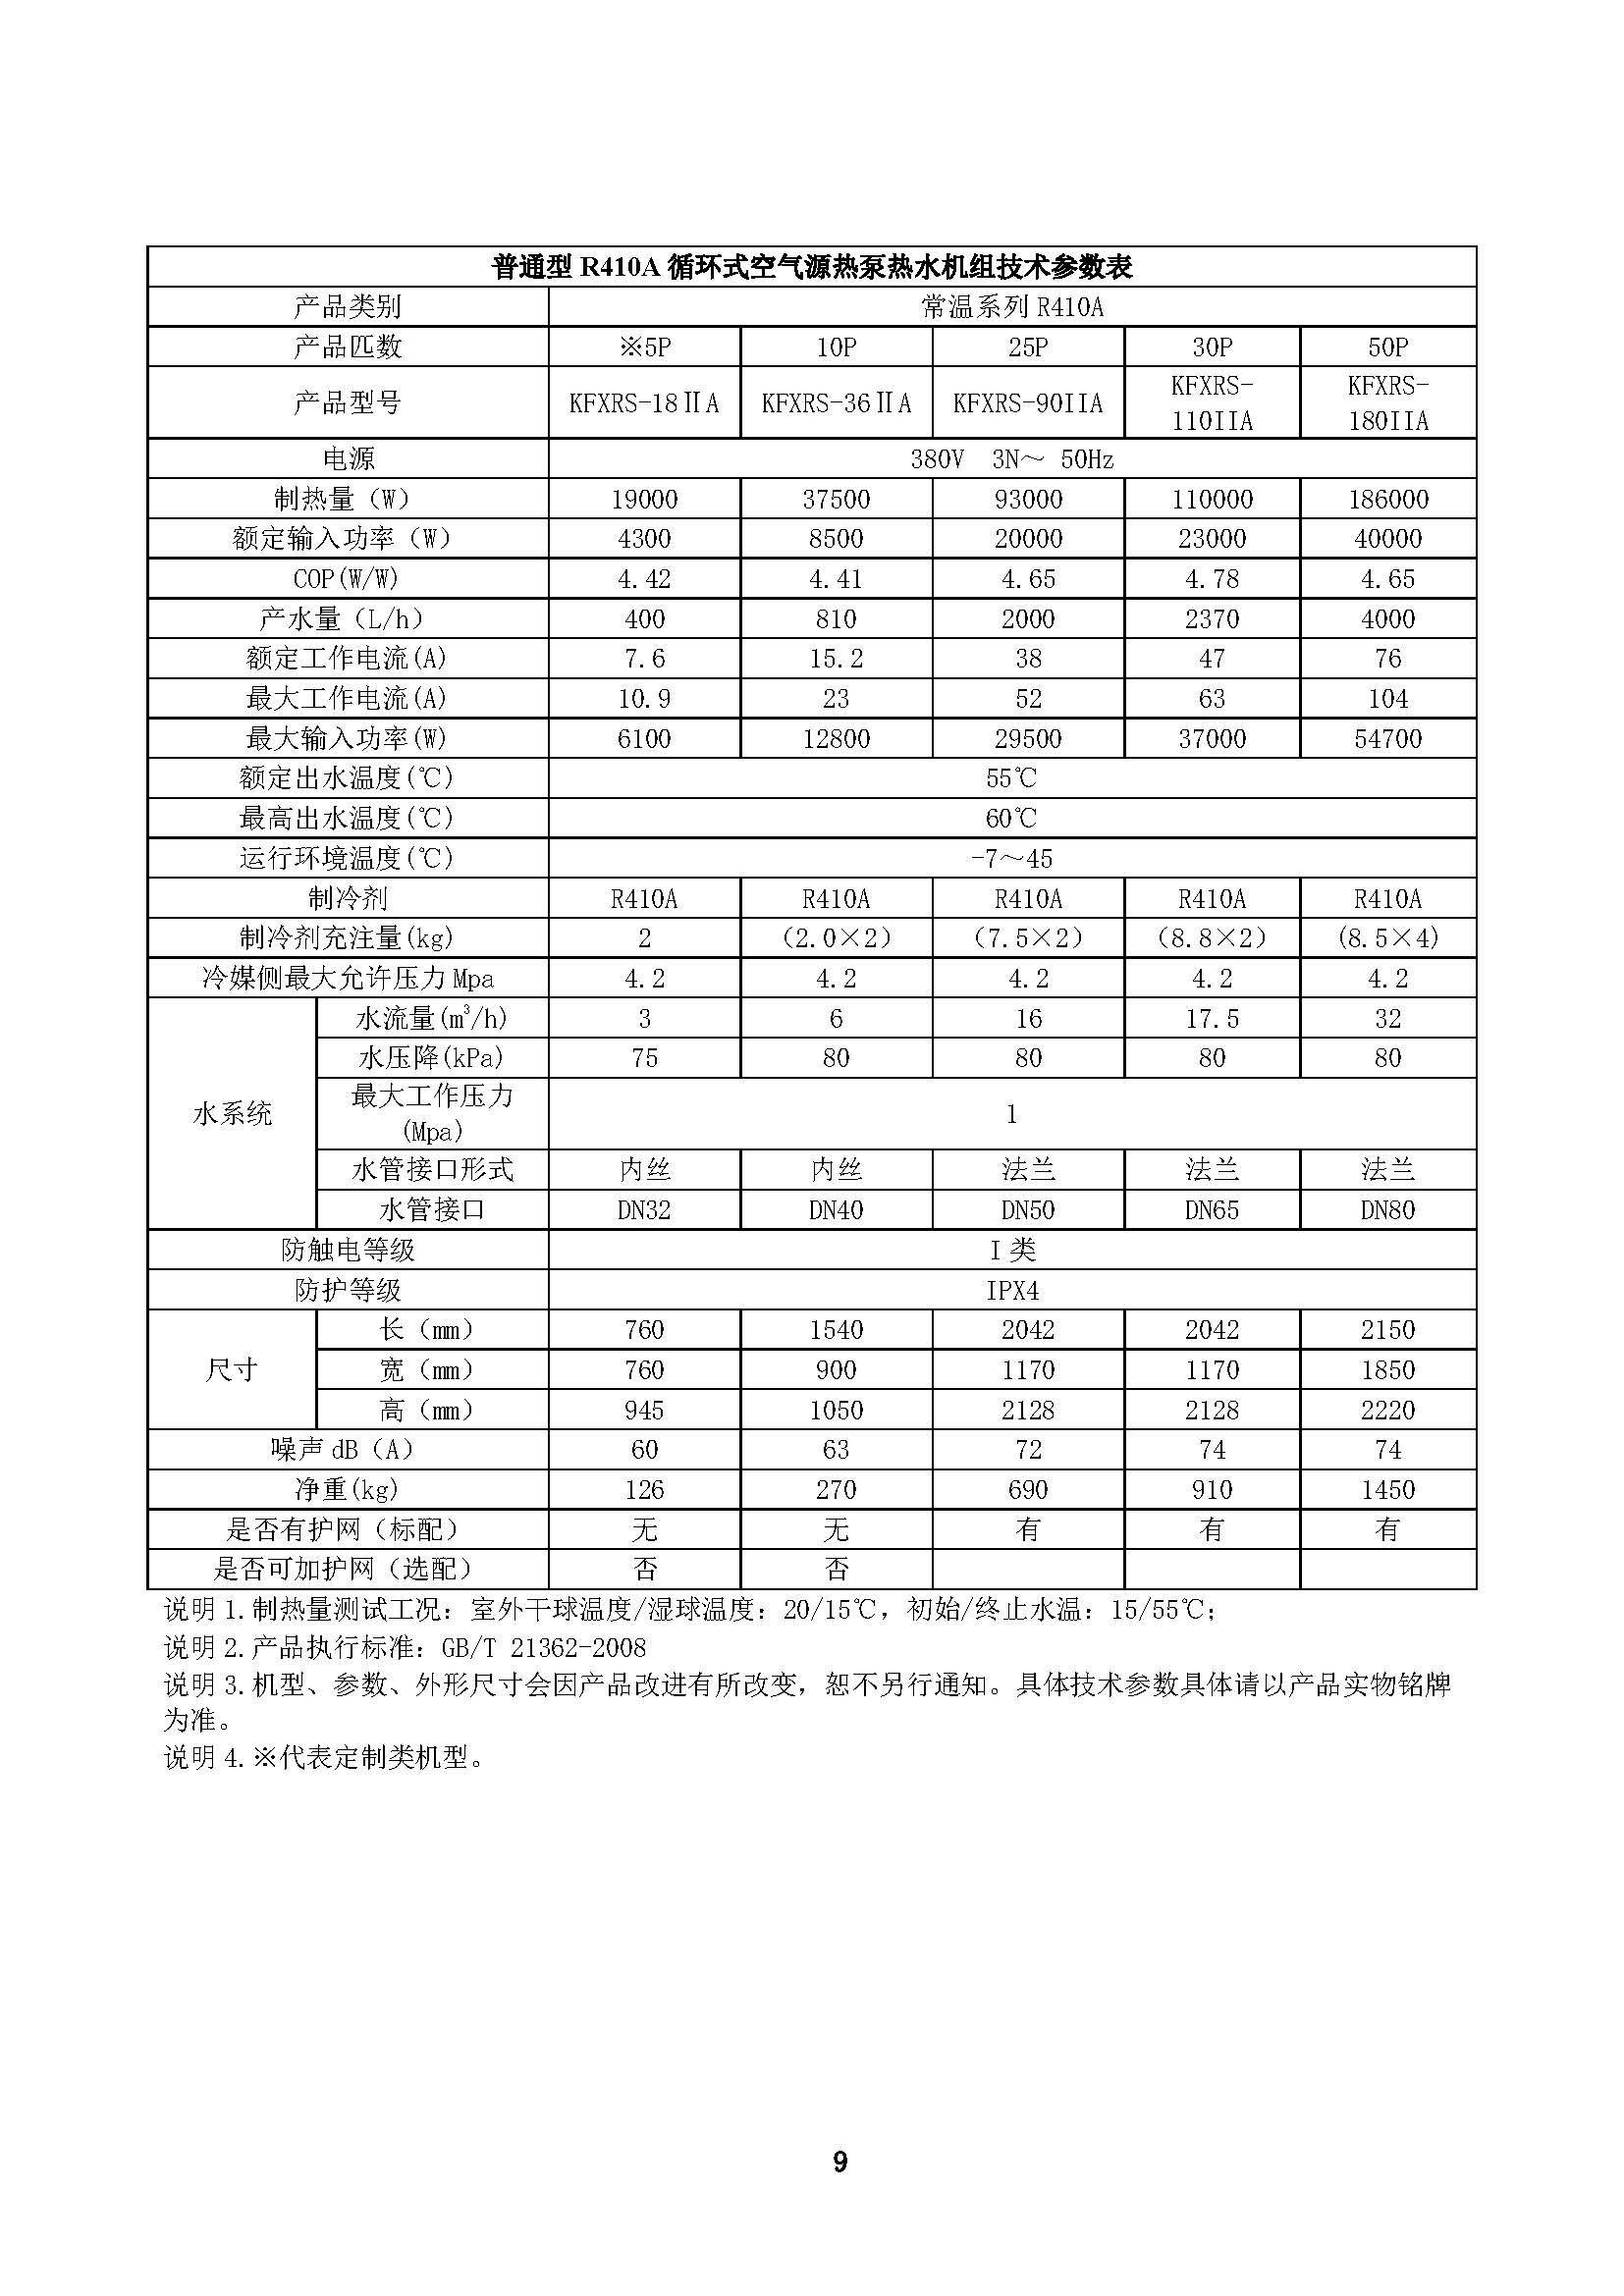 普通型 R410A 循环式空气源热泵热水机组技术参数表
产品类别 常温系列 R410A
产品匹数 ※5P 10P 25P 30P 50P
产品型号 KFXRS-18ⅡA KFXRS-36ⅡA KFXRS-90IIA KFXRS-110IIA KFXRS-180IIA
电源 380V 3N～ 50Hz
制热量（W） 19000 37500 93000 110000 186000
额定输入功率（W） 4300 8500 20000 23000 40000
COP(W/W) 4.42 4.41 4.65 4.78 4.65
产水量（L/h） 400 810 2000 2370 4000
额定工作电流(A) 7.6 15.2 38 47 76
最大工作电流(A) 10.9 23 52 63 104
最大输入功率(W) 6100 12800 29500 37000 54700
额定出水温度(℃) 55℃
最高出水温度(℃) 60℃
运行环境温度(℃) -7～45
制冷剂 R410A R410A R410A R410A R410A
制冷剂充注量(kg) 2 （2.0×2） （7.5×2） （8.8×2） (8.5×4)
冷媒侧最大允许压力 Mpa 4.2 4.2 4.2 4.2 4.2
水系统 水流量(m³/h) 3 6 16 17.5 32
水压降(kPa) 75 80 80 80 80
最大工作压力(Mpa) 1
水管接口形式 内丝 内丝 法兰 法兰 法兰
水管接口 DN32 DN40 DN50 DN65 DN80
防触电等级 I 类
防护等级 IPX4
尺寸 长（mm） 760 1540 2042 2042 2150
宽（mm） 760 900 1170 1170 1850
高（mm） 945 1050 2128 2128 2220
噪声 dB（A） 60 63 72 74 74
净重(kg) 126 270 690 910 1450
是否有护网（标配） 无 无 有 有 有
是否可加护网（选配） 否 否
说明 1.制热量测试工况：室外干球温度/湿球温度：20/15℃，初始/终止水温：15/55℃；
说明 2.产品执行标准：GB/T 21362-2008
说明 3.机型、参数、外形尺寸会因产品改进有所改变，恕不另行通知。具体技术参数具体请以产品实物铭牌
为准。
说明 4.※代表定制类机型。
9